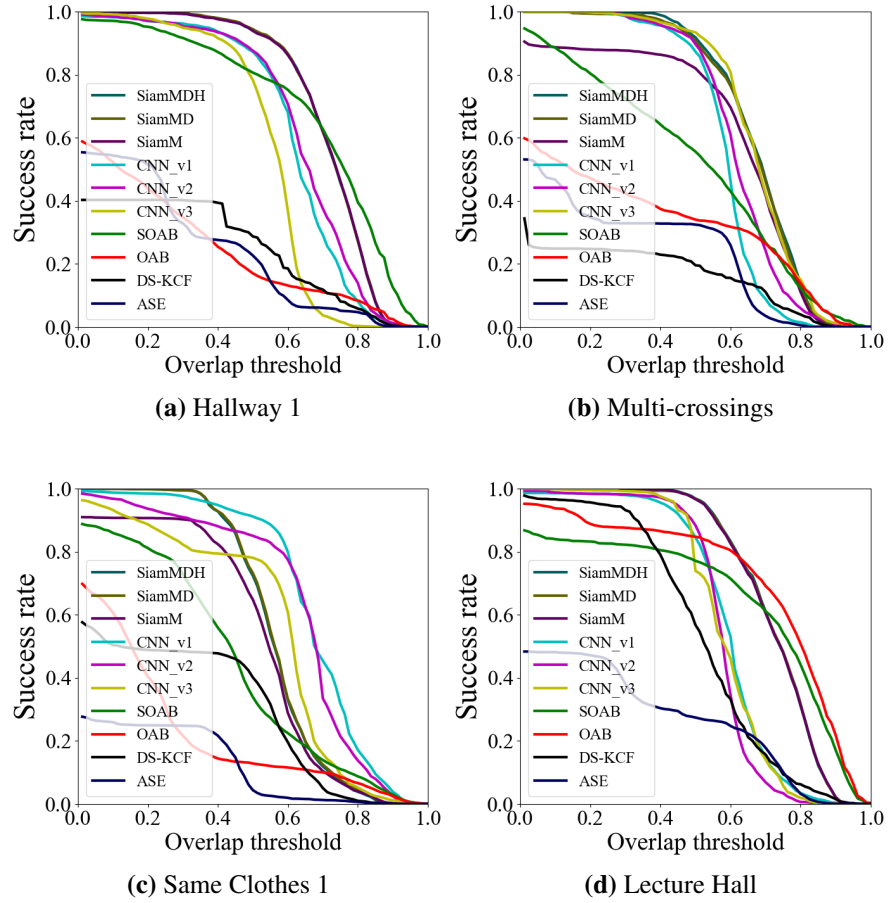 1.0
0.8
0.6
0.4
0.2
0.0
Success rate
SiamMDH
SiamMD
SiamM
CNN_v1
CNN_v2
CNN_v3
SOAB
OAB
DS-KCF
ASE
0.0 0.2 0.4 0.6 0.8 1.0
Overlap threshold
(a) Hallway 1
1.0
0.8
0.6
0.4
0.2
0.0
Success rate
SiamMDH
SiamMD
SiamM
CNN_v1
CNN_v2
CNN_v3
SOAB
OAB
DS-KCF
ASE
0.0 0.2 0.4 0.6 0.8 1.0
Overlap threshold
(b) Multi-crossings
1.0
0.8
0.6
0.4
0.2
0.0
Success rate
SiamMDH
SiamMD
SiamM
CNN_v1
CNN_v2
CNN_v3
SOAB
OAB
DS-KCF
ASE
0.0 0.2 0.4 0.6 0.8 1.0
Overlap threshold
(c) Same Clothes 1
1.0
0.8
0.6
0.4
0.2
0.0
Success rate
SiamMDH
SiamMD
SiamM
CNN_v1
CNN_v2
CNN_v3
SOAB
OAB
DS-KCF
ASE
0.0 0.2 0.4 0.6 0.8 1.0
Overlap threshold
(d) Lecture Hall